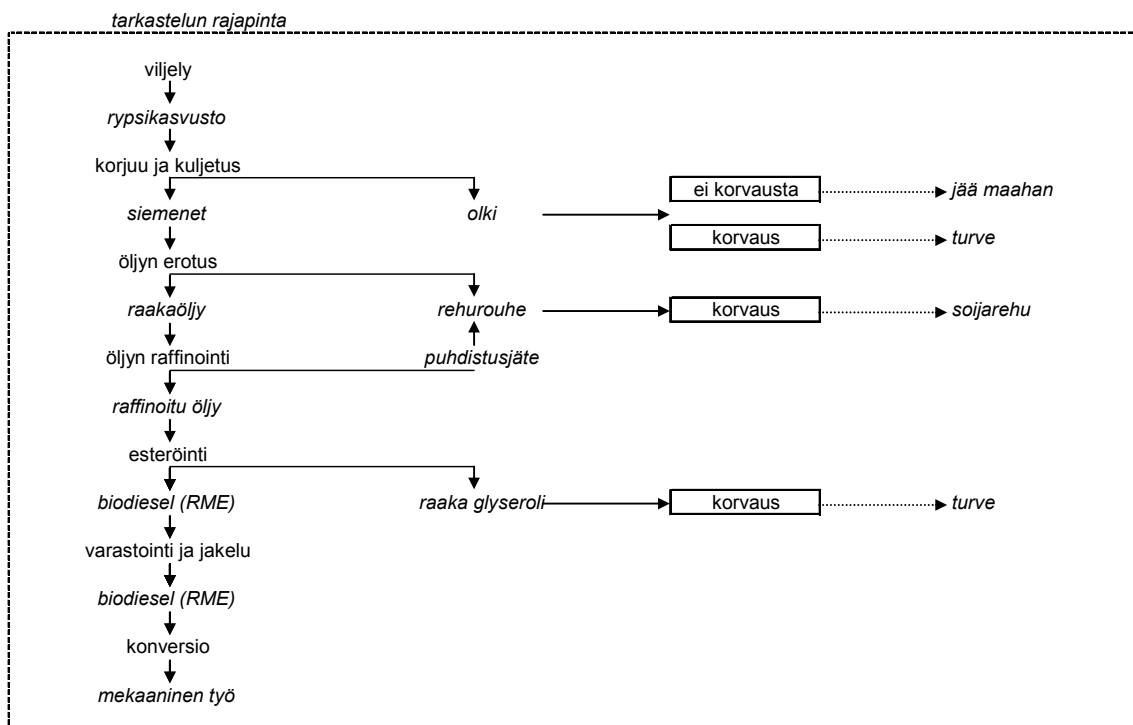 tarkastelun rajapinta
viljely
rypsikasvusto
korjuu ja kuljetus
ei korvausta jää maahan
siemenet olki
korvaus turve
öljyn erotus
raakaöljy rehurouhe korvaus soijarehu
öljyn raffinointi puhdistusjäte
raffinoitu öljy
esteröinti
biodiesel (RME) raaka glyseroli korvaus turve
varastointi ja jakelu
biodiesel (RME)
konversio
mekaaninen työ